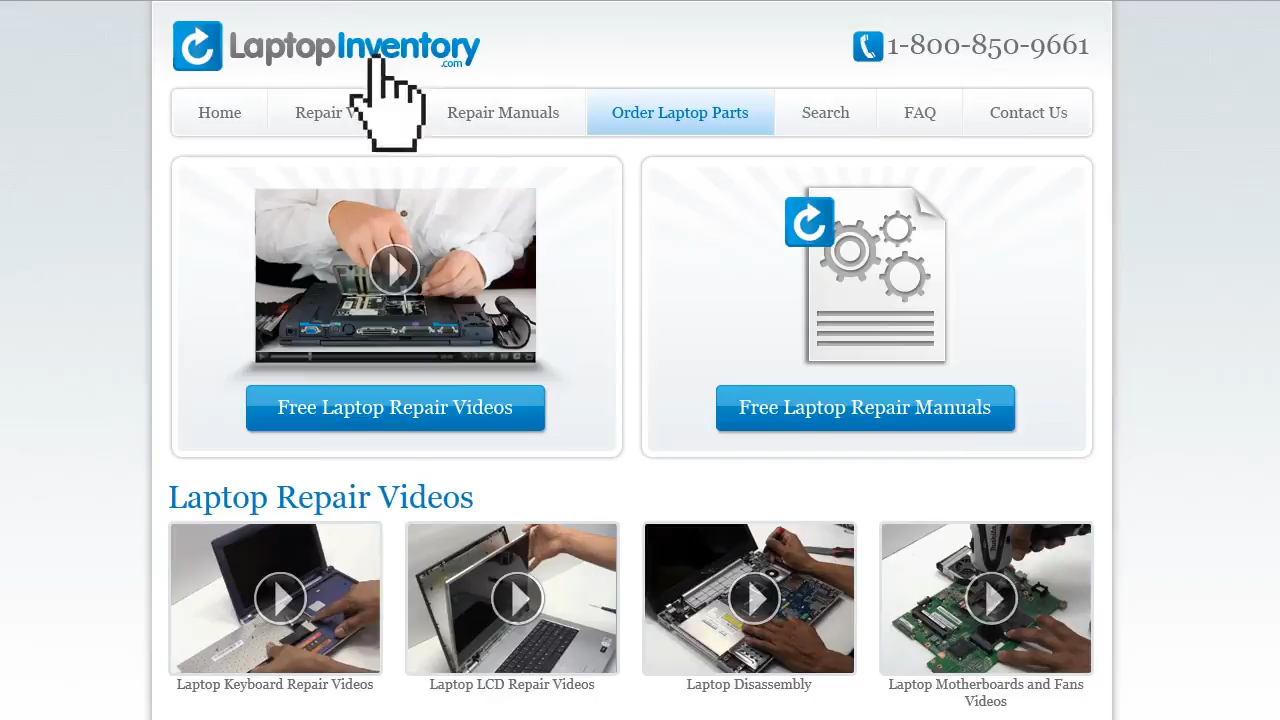 LaptopInventory
.com
1-800-850-9661
Home
Repair
Repair Manuals
Order Laptop Parts
Search
FAQ
Contact Us
Free Laptop Repair Videos
Free Laptop Repair Manuals
Laptop Repair Videos
Laptop Keyboard Repair Videos
Laptop LCD Repair Videos
Laptop Disassembly
Laptop Motherboards and Fans
Videos